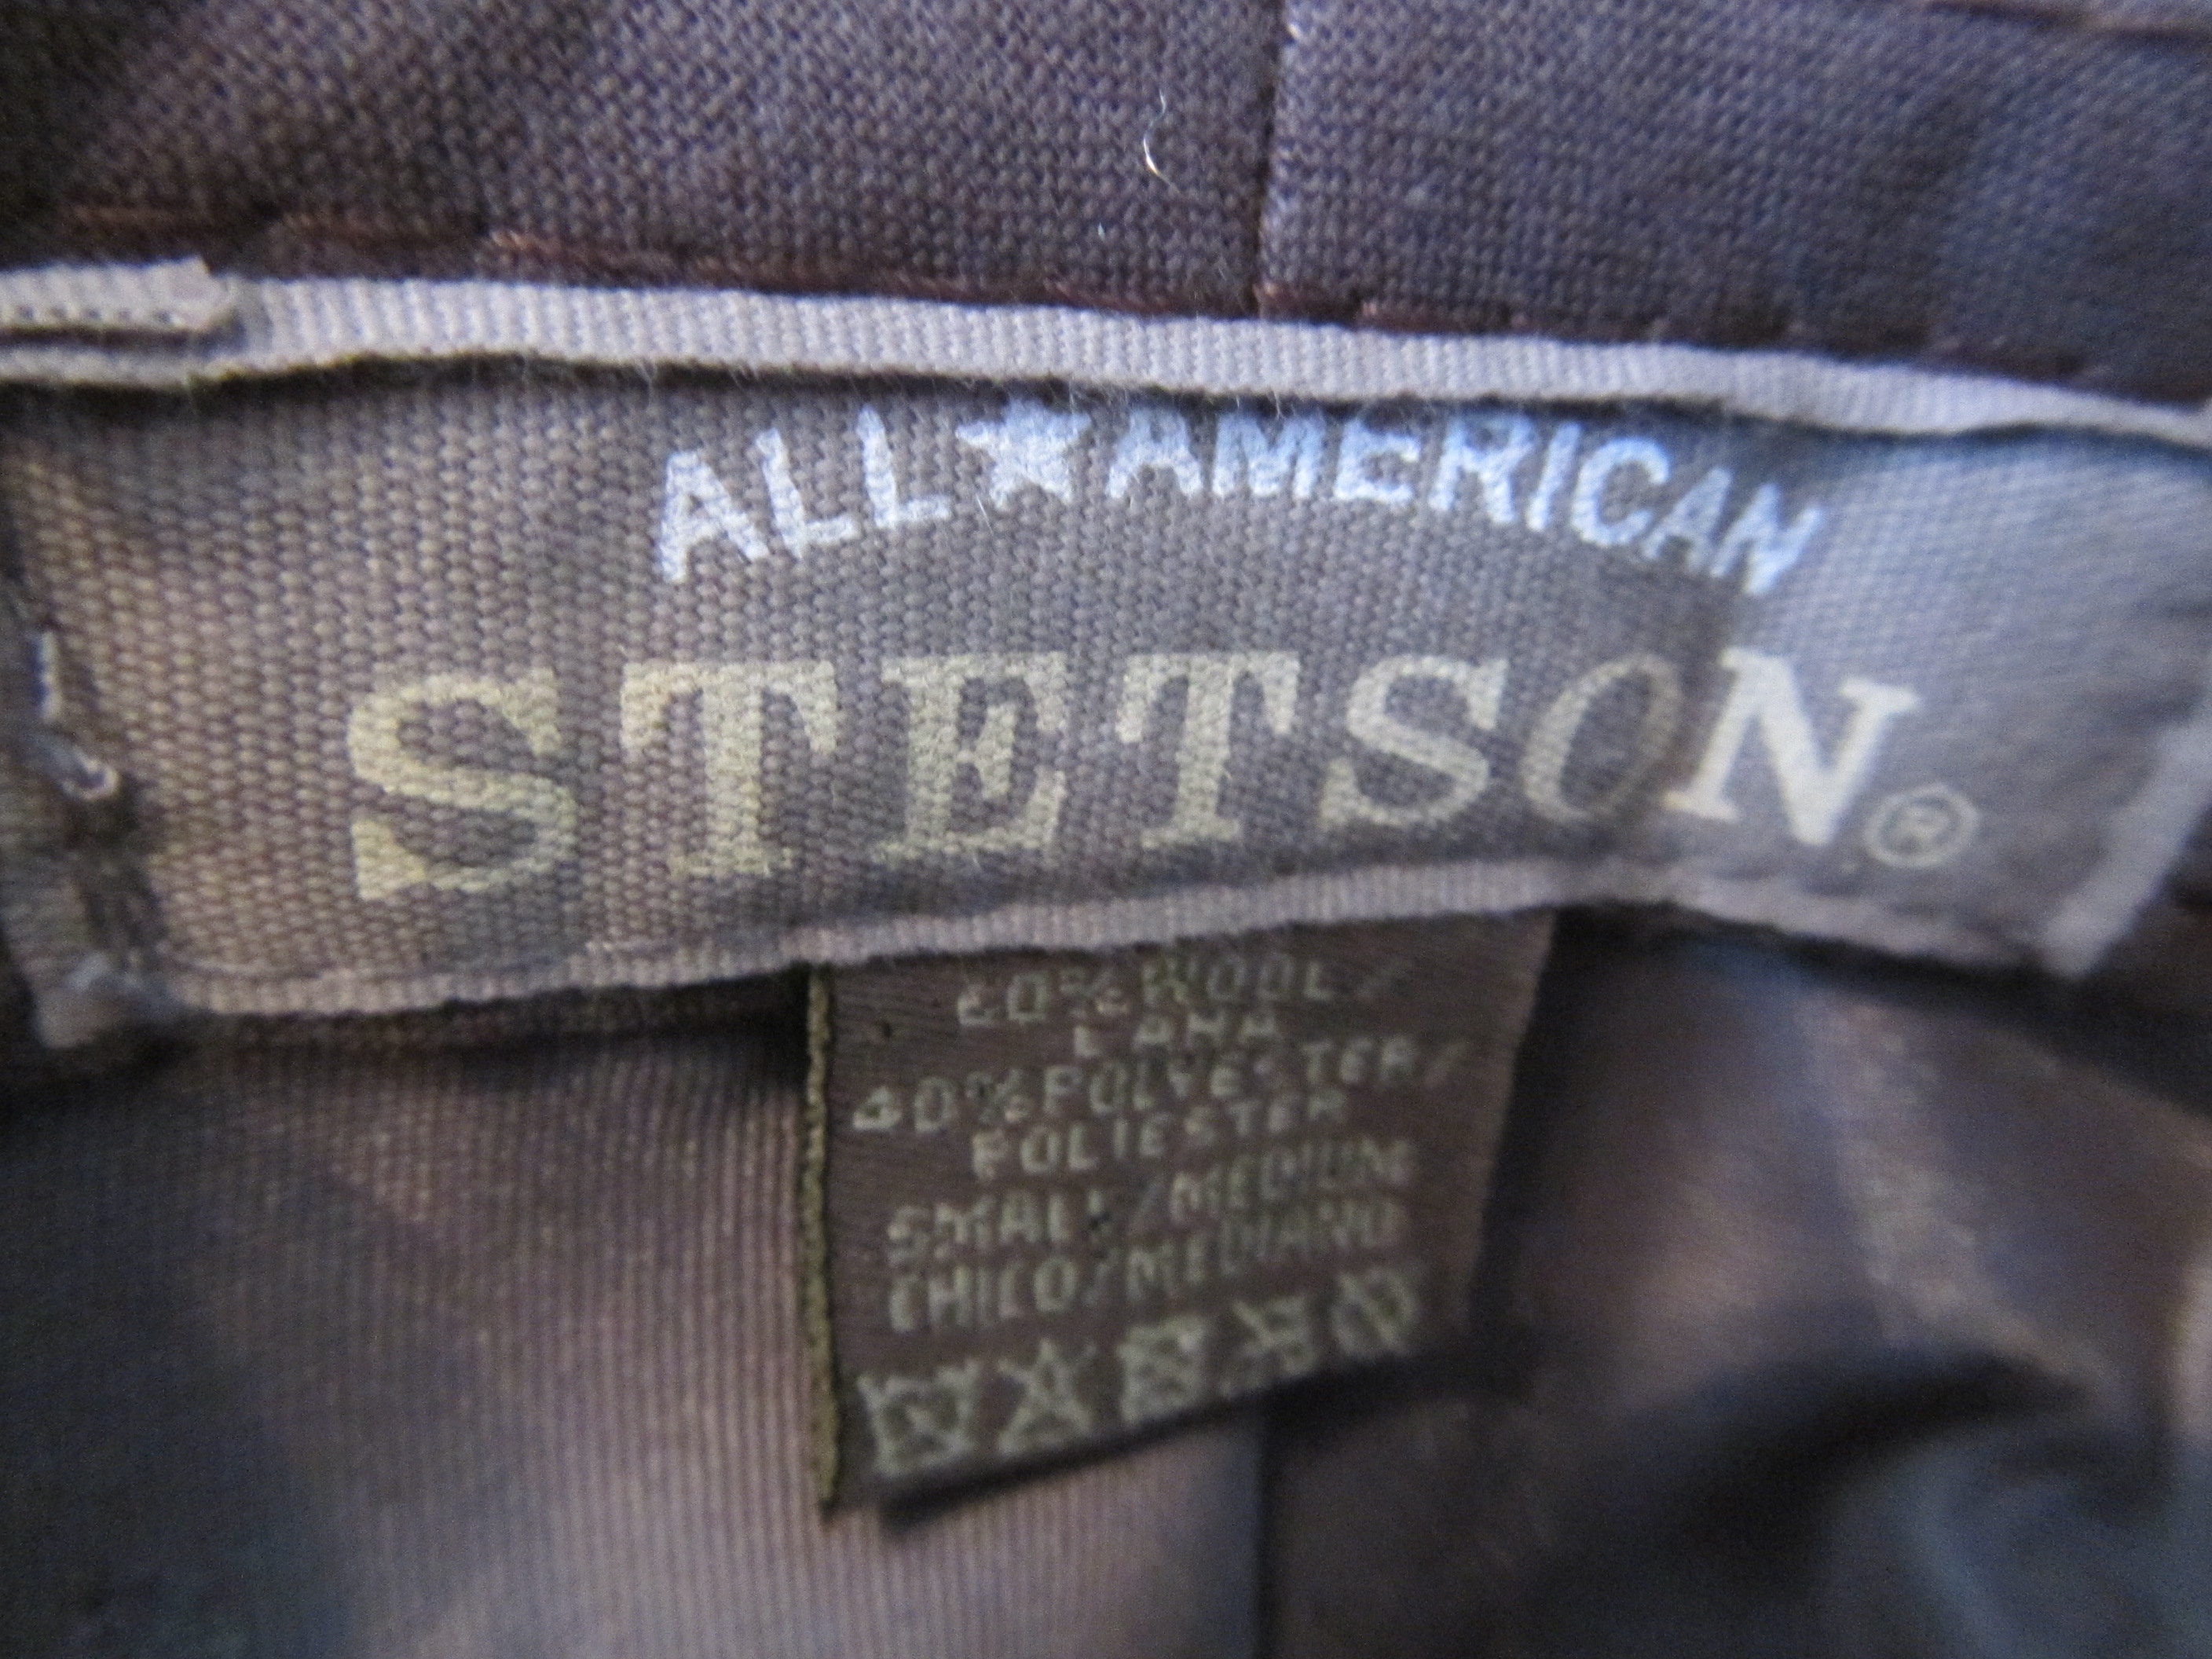 ALL★AMERICAN
STETSON®
60% WOOL/
LANA
40% POLYESTER/
POLIESTER
SMALL/MEDIUM
CHICO/MEDIANO